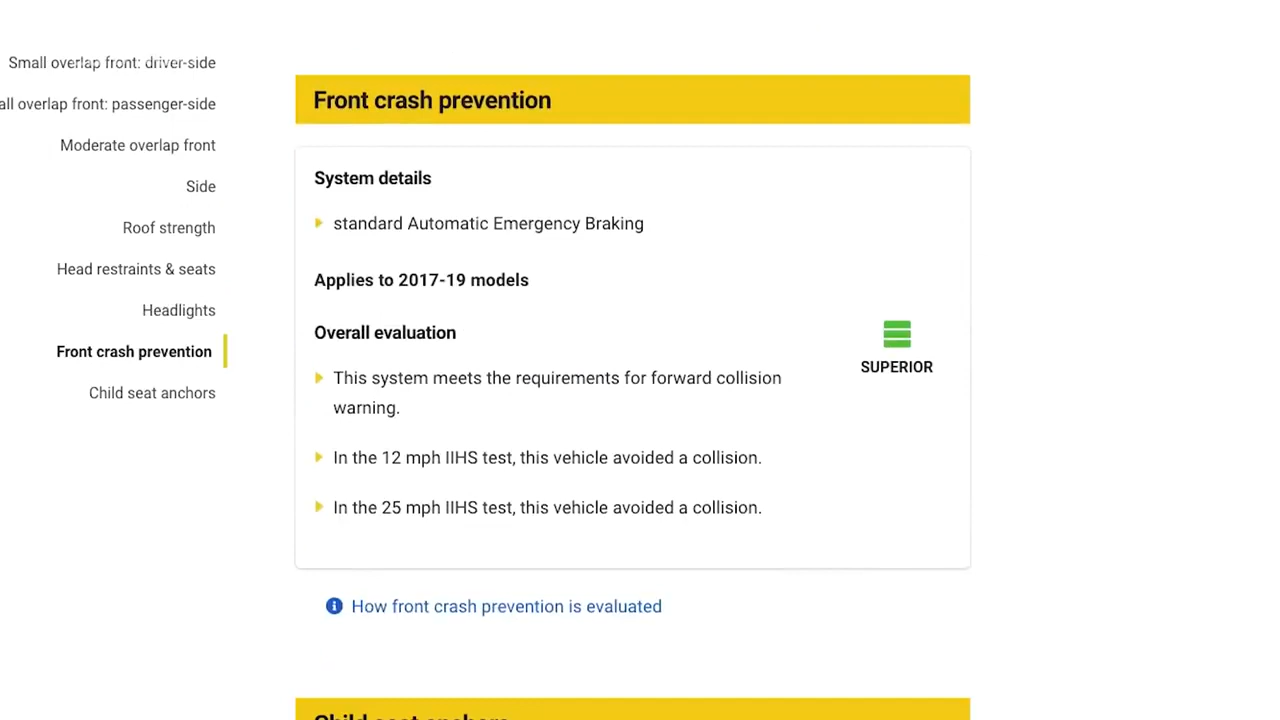 Small overlap front: driver-side
all overlap front: passenger-side
Moderate overlap front
Side
Roof strength
Head restraints & seats
Headlights
Front crash prevention
Child seat anchors
Front crash prevention
System details
standard Automatic Emergency Braking
Applies to 2017-19 models
Overall evaluation
This system meets the requirements for forward collision
warning.
In the 12 mph IIHS test, this vehicle avoided a collision.
In the 25 mph IIHS test, this vehicle avoided a collision.
SUPERIOR
How front crash prevention is evaluated
Child seat anchors